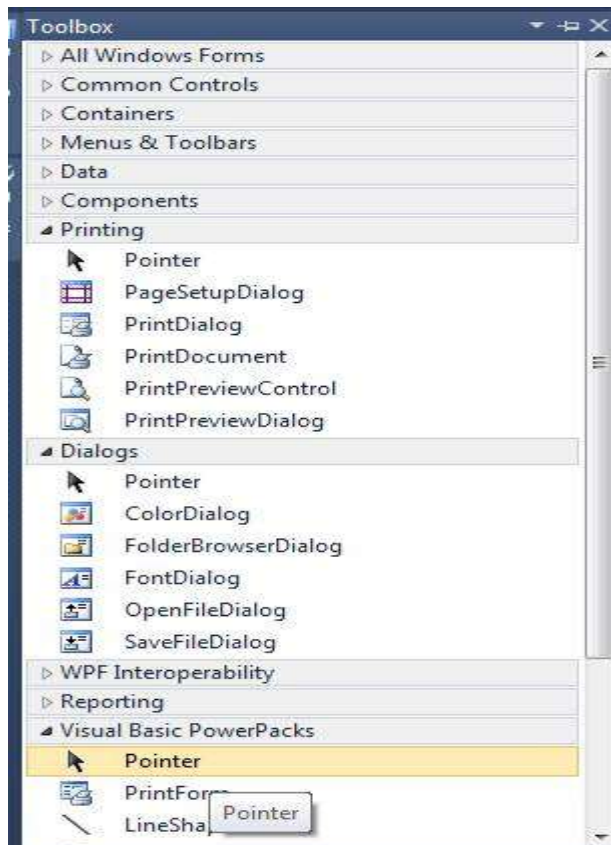 Toolbox
All Windows Forms
Common Controls
Containers
Menus & Toolbars
Data
Components
Printing
Pointer
PageSetupDialog
PrintDialog
PrintDocument
PrintPreviewControl
PrintPreviewDialog
Dialogs
Pointer
ColorDialog
FolderBrowserDialog
FontDialog
OpenFileDialog
SaveFileDialog
WPF Interoperability
Reporting
Visual Basic PowerPacks
Pointer
Pointer